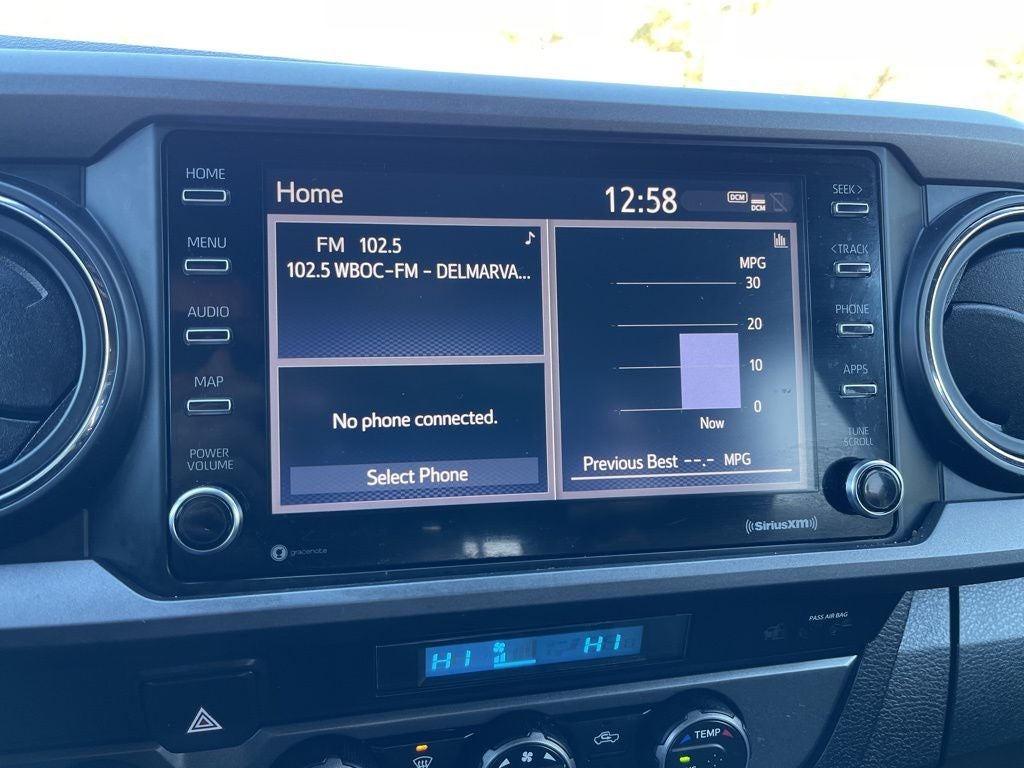 HOME
MENU
AUDIO
MAP
POWER
VOLUME
Home
12:58
DCM
DCM
FM 102.5
102.5 WBOC-FM - DELMARVA...
No phone connected.
Select Phone
MPG
30
20
10
0
Now
Previous Best --.- MPG
SEEK>
<TRACK
PHONE
APPS
TUNE
SCROLL
gracenote
SiriusXM
PASS AIR BAG
HI HI
TEMP